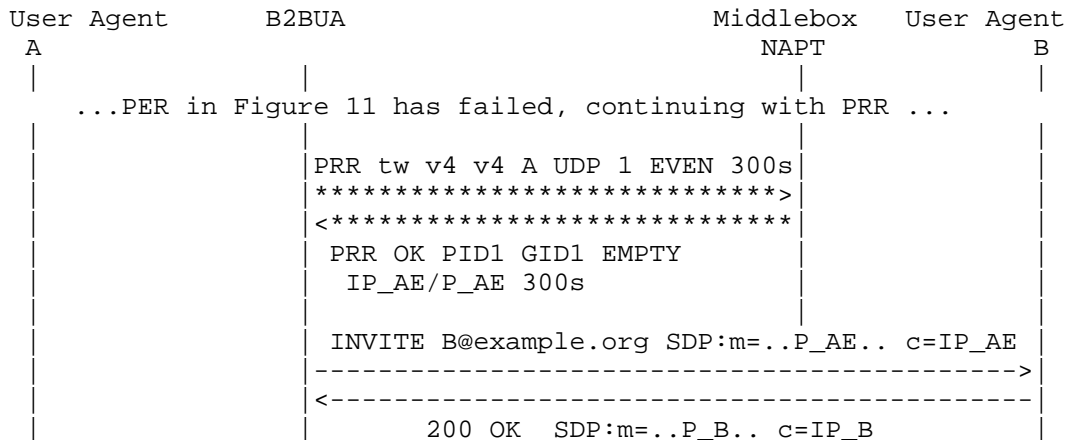 User Agent      B2BUA                       Middlebox   User Agent
 A                                             NAPT             B
 |                |                              |              |
    ...PER in Figure 11 has failed, continuing with PRR ...
 |                |                              |              |
 |                |PRR tw v4 v4 A UDP 1 EVEN 300s|              |
 |                |*****************************>|              |
 |                |<*****************************|              |
 |                | PRR OK PID1 GID1 EMPTY       |              |
 |                |  IP_AE/P_AE 300s             |              |
 |                |                              |              |
 |                | INVITE B@example.org SDP:m=..P_AE.. c=IP_AE |
 |                |-------------------------------------------->|
 |                |<--------------------------------------------|
 |                |       200 OK  SDP:m=..P_B.. c=IP_B          |